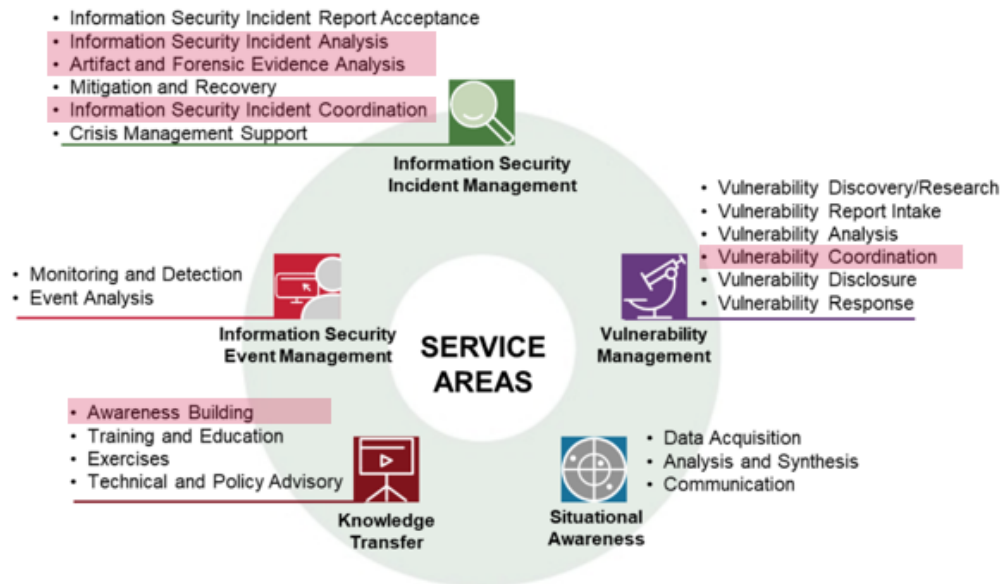 • Information Security Incident Report Acceptance
• Information Security Incident Analysis
• Artifact and Forensic Evidence Analysis
• Mitigation and Recovery
• Information Security Incident Coordination
• Crisis Management Support
Information Security
Incident Management
• Vulnerability Discovery/Research
• Vulnerability Report Intake
• Vulnerability Analysis
• Vulnerability Coordination
• Vulnerability Disclosure
• Vulnerability Response
• Monitoring and Detection
• Event Analysis
Information Security
Event Management
SERVICE
AREAS
Vulnerability
Management
• Awareness Building
• Training and Education
• Exercises
• Technical and Policy Advisory
Knowledge
Transfer
• Data Acquisition
• Analysis and Synthesis
• Communication
Situational
Awareness